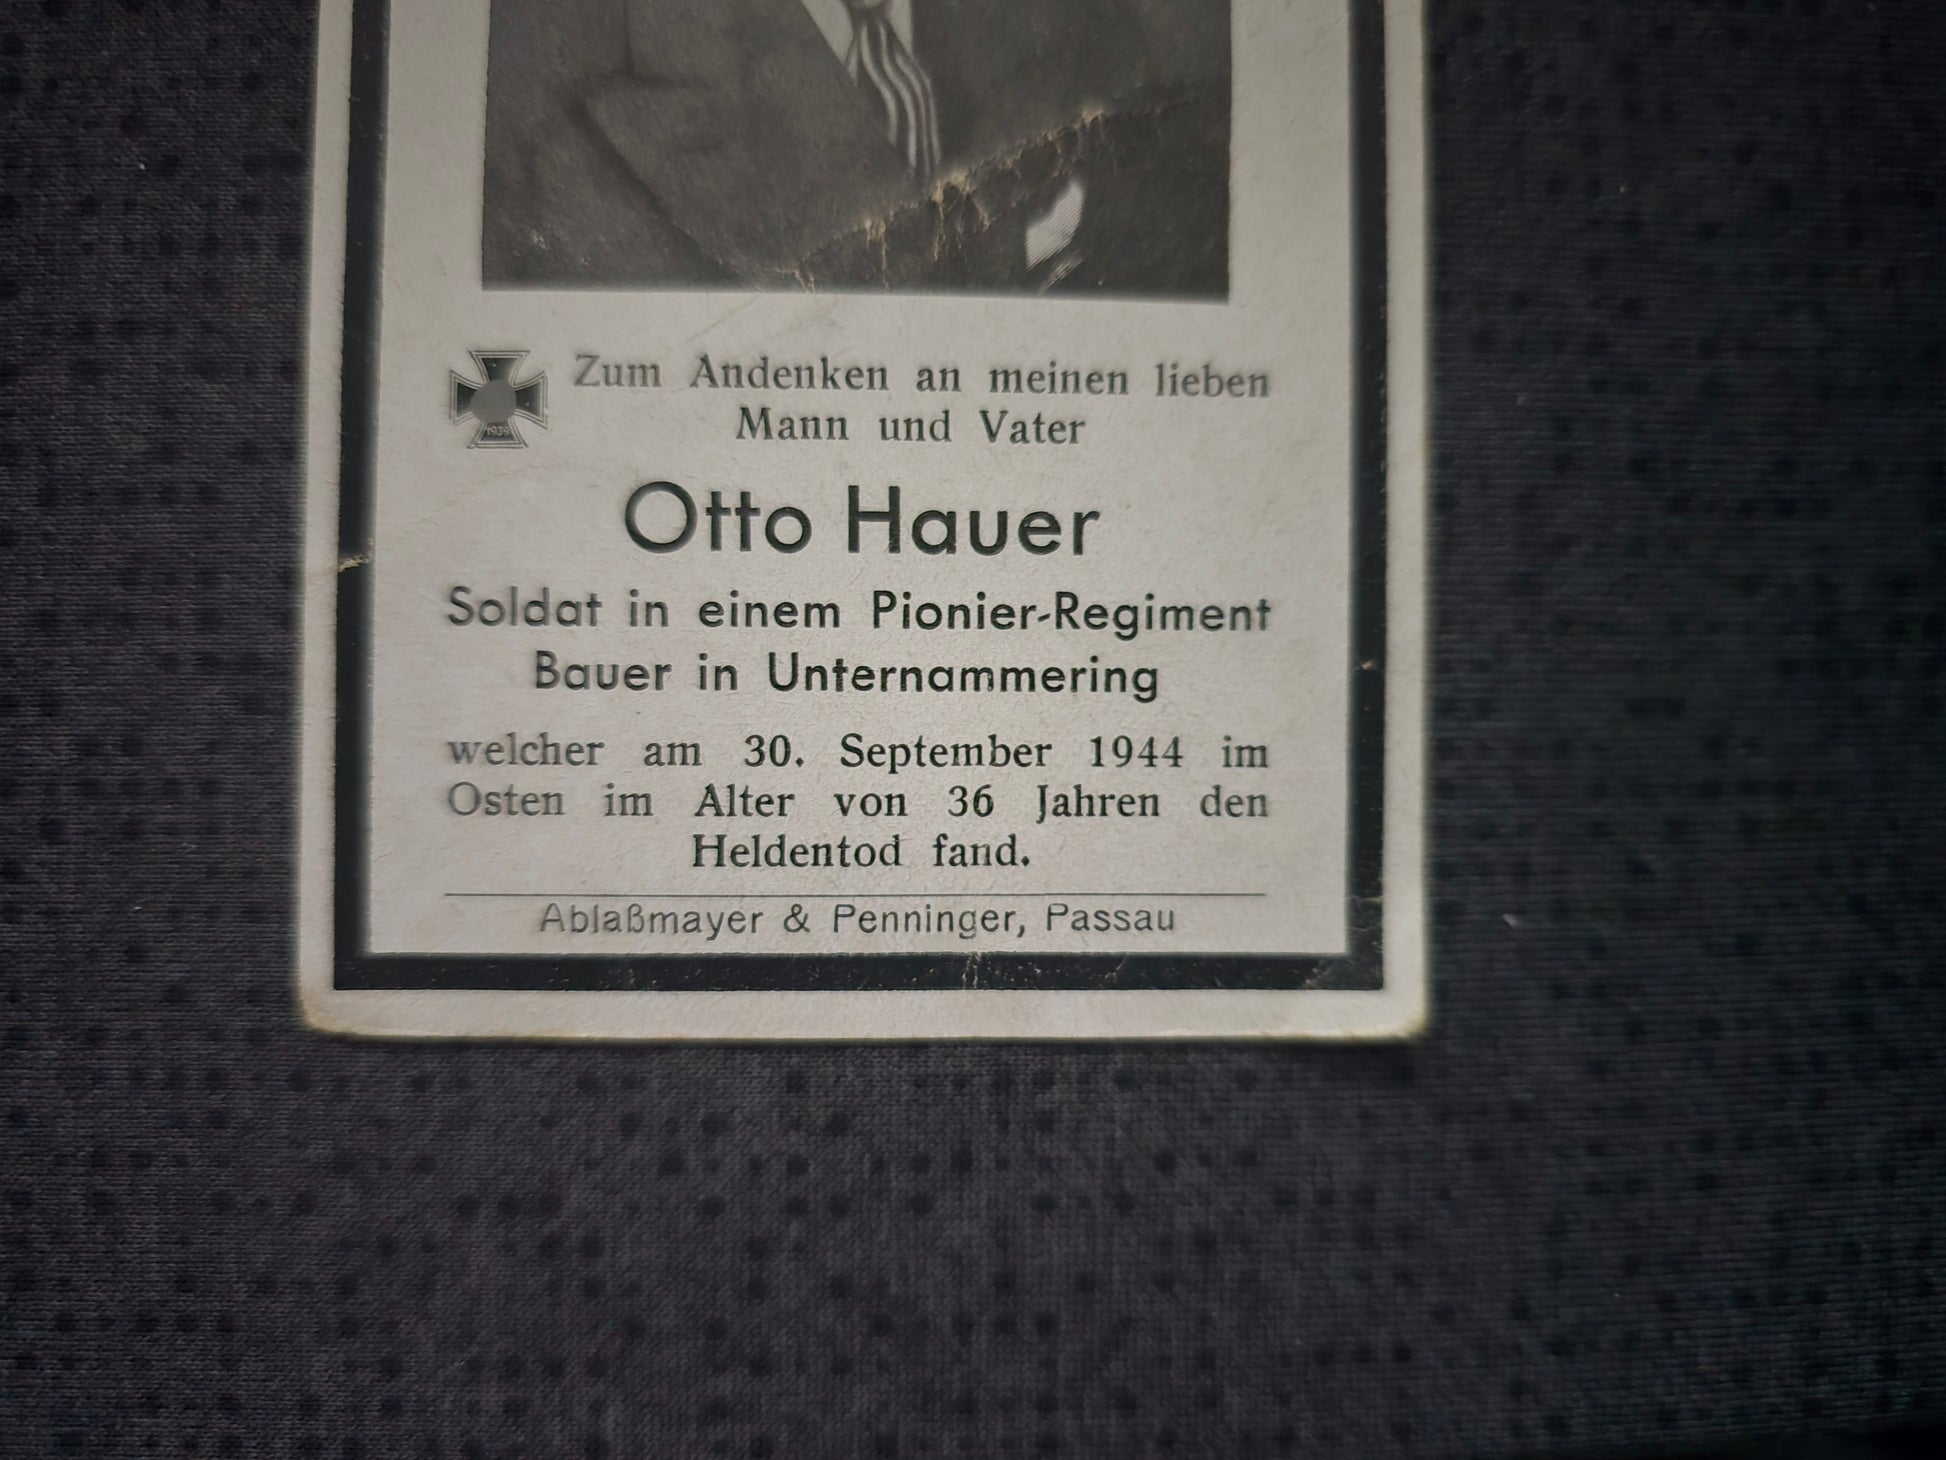 1939
Zum Andenken an meinen lieben
Mann und Vater
Otto Hauer
Soldat in einem Pionier-Regiment
Bauer in Unternammering
welcher am 30. September 1944 im
Osten im Alter von 36 Jahren den
Heldentod fand.
Ablaßmayer & Penninger, Passau